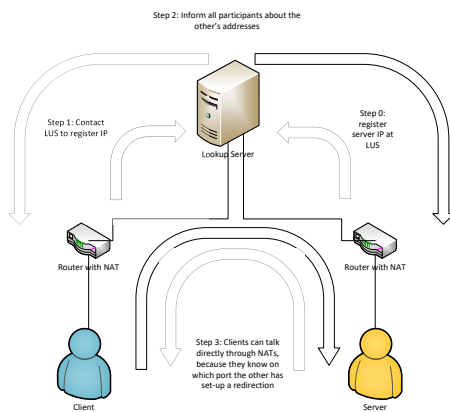 Step 2: Inform all participants about the
other's addresses
Step 1: Contact
LUS to register IP
Step 0:
register
server IP at
LUS
Lookup Server
Router with NAT
Router with NAT
Step 3: Clients can talk
directly through NATs,
because they know on
which port the other has
set-up a redirection
Client
Server